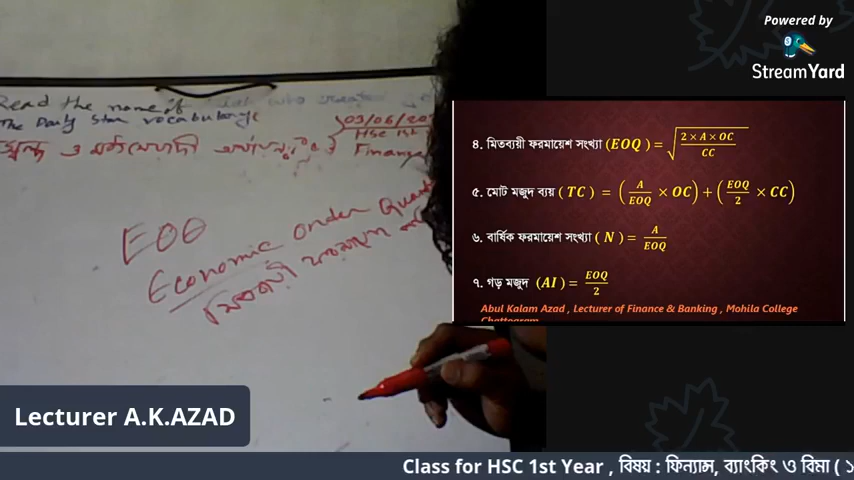 Powered by
StreamYard
Read the name of
The Daily Star vocabulary
03/06/20
HSC 1st
Finance
EOQ
Economic Order Quant
৪. মিতব্যয়ী ফরমায়েশ সংখ্যা (EOQ) = √(2 × A × OC / CC)
৫. মোট মজুদ ব্যয় (TC) = (A/EOQ × OC) + (EOQ/2 × CC)
৬. বার্ষিক ফরমায়েশ সংখ্যা (N) = A/EOQ
৭. গড় মজুদ (AI) = EOQ/2
Abul Kalam Azad , Lecturer of Finance & Banking , Mohila College
Chattogram
Lecturer A.K.AZAD
Class for HSC 1st Year , বিষয় : ফিন্যান্স, ব্যাংকিং ও বিমা ( ১